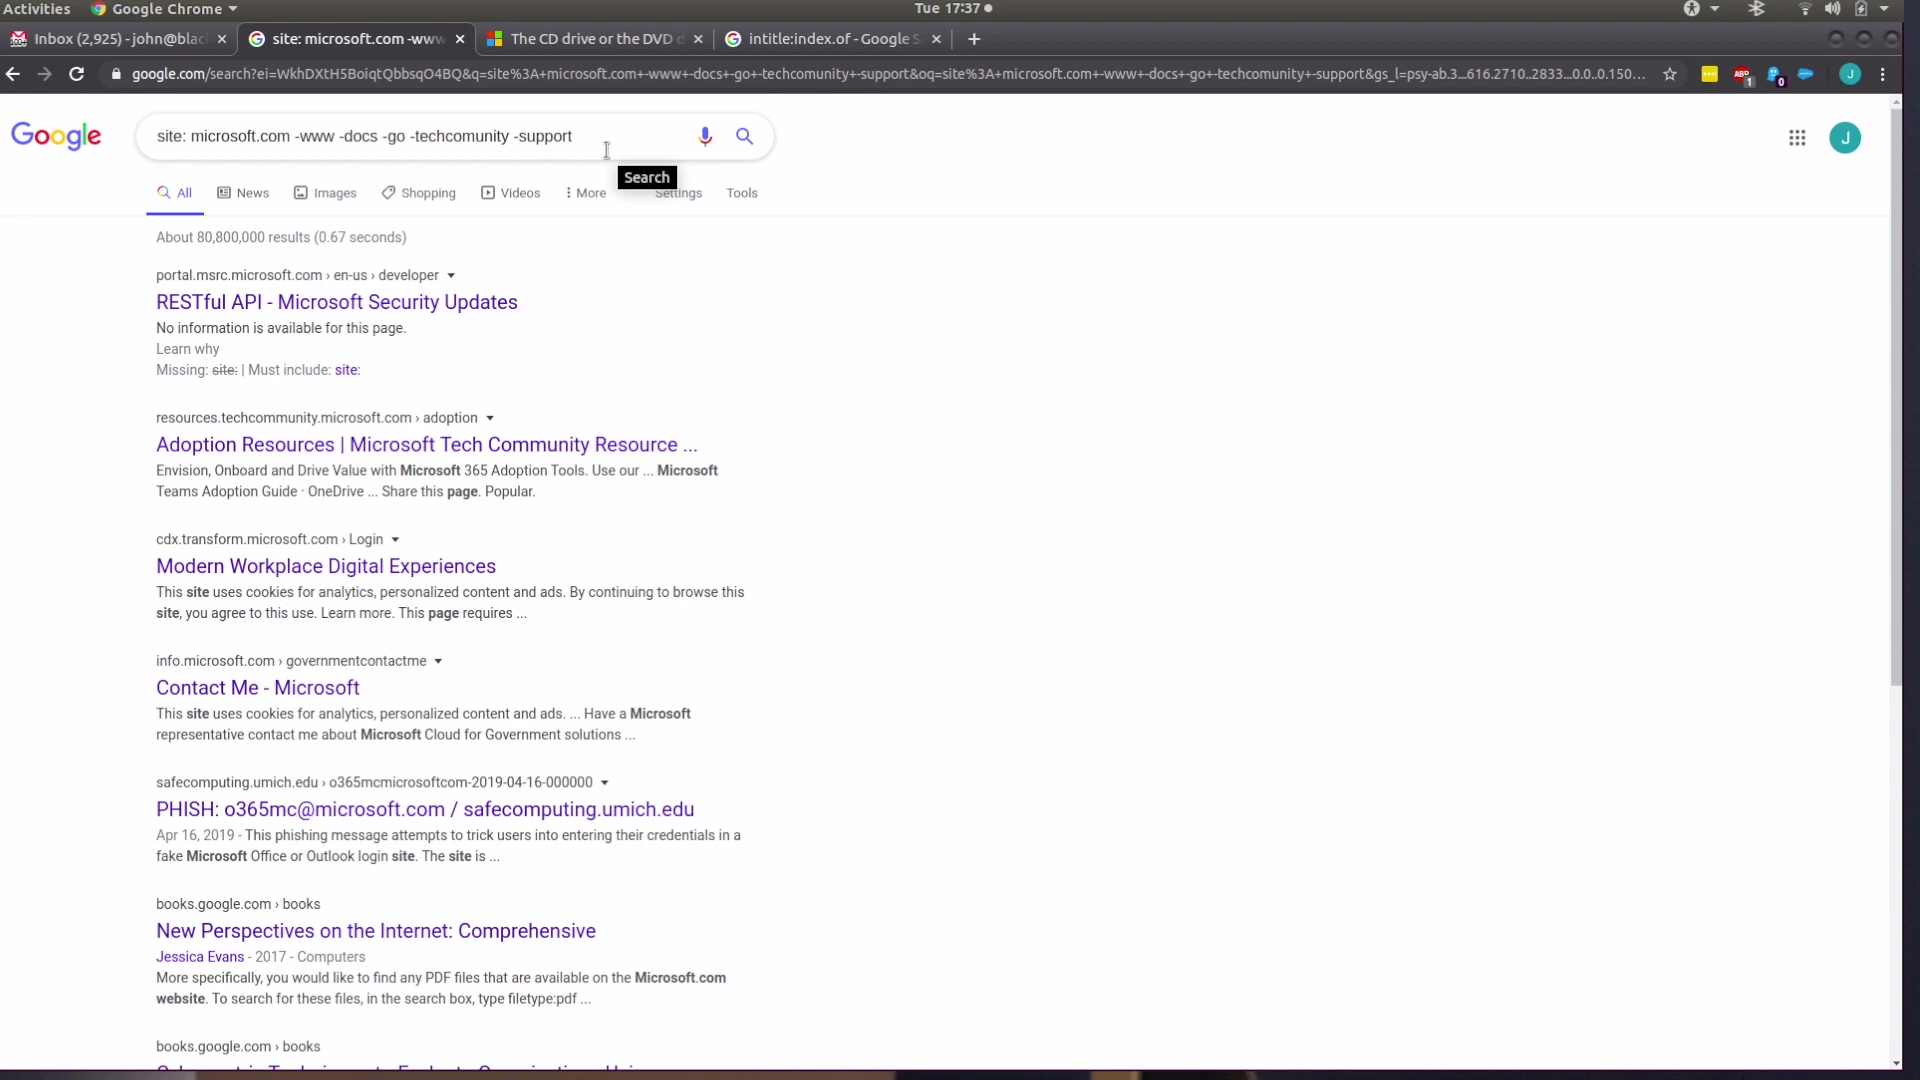 Activities Google Chrome Tue 17:37
Inbox (2,925) - john@blac site: microsoft.com -www The CD drive or the DVD d intitle:index.of - Google S
google.com/search?ei=WkhDXtH5BoiqtQbbsqO4BQ&q=site%3A+microsoft.com+-www+-docs+-go+-techcomunity+-support&oq=site%3A+microsoft.com+-www+-docs+-go+-techcomunity+-support&gs_l=psy-ab.3...616.2710..2833...0.0..0.150... ABP 1 0 J
Google site: microsoft.com -www -docs -go -techcomunity -support J
Search
All News Images Shopping Videos More Settings Tools
About 80,800,000 results (0.67 seconds)
portal.msrc.microsoft.com › en-us › developer
RESTful API - Microsoft Security Updates
No information is available for this page.
Learn why
Missing: site: | Must include: site:
resources.techcommunity.microsoft.com › adoption
Adoption Resources | Microsoft Tech Community Resource ...
Envision, Onboard and Drive Value with Microsoft 365 Adoption Tools. Use our ... Microsoft
Teams Adoption Guide · OneDrive ... Share this page. Popular.
cdx.transform.microsoft.com › Login
Modern Workplace Digital Experiences
This site uses cookies for analytics, personalized content and ads. By continuing to browse this
site, you agree to this use. Learn more. This page requires ...
info.microsoft.com › governmentcontactme
Contact Me - Microsoft
This site uses cookies for analytics, personalized content and ads. ... Have a Microsoft
representative contact me about Microsoft Cloud for Government solutions ...
safecomputing.umich.edu › o365mcmicrosoftcom-2019-04-16-000000
PHISH: o365mc@microsoft.com / safecomputing.umich.edu
Apr 16, 2019 - This phishing message attempts to trick users into entering their credentials in a
fake Microsoft Office or Outlook login site. The site is ...
books.google.com › books
New Perspectives on the Internet: Comprehensive
Jessica Evans - 2017 - Computers
More specifically, you would like to find any PDF files that are available on the Microsoft.com
website. To search for these files, in the search box, type filetype:pdf ...
books.google.com › books